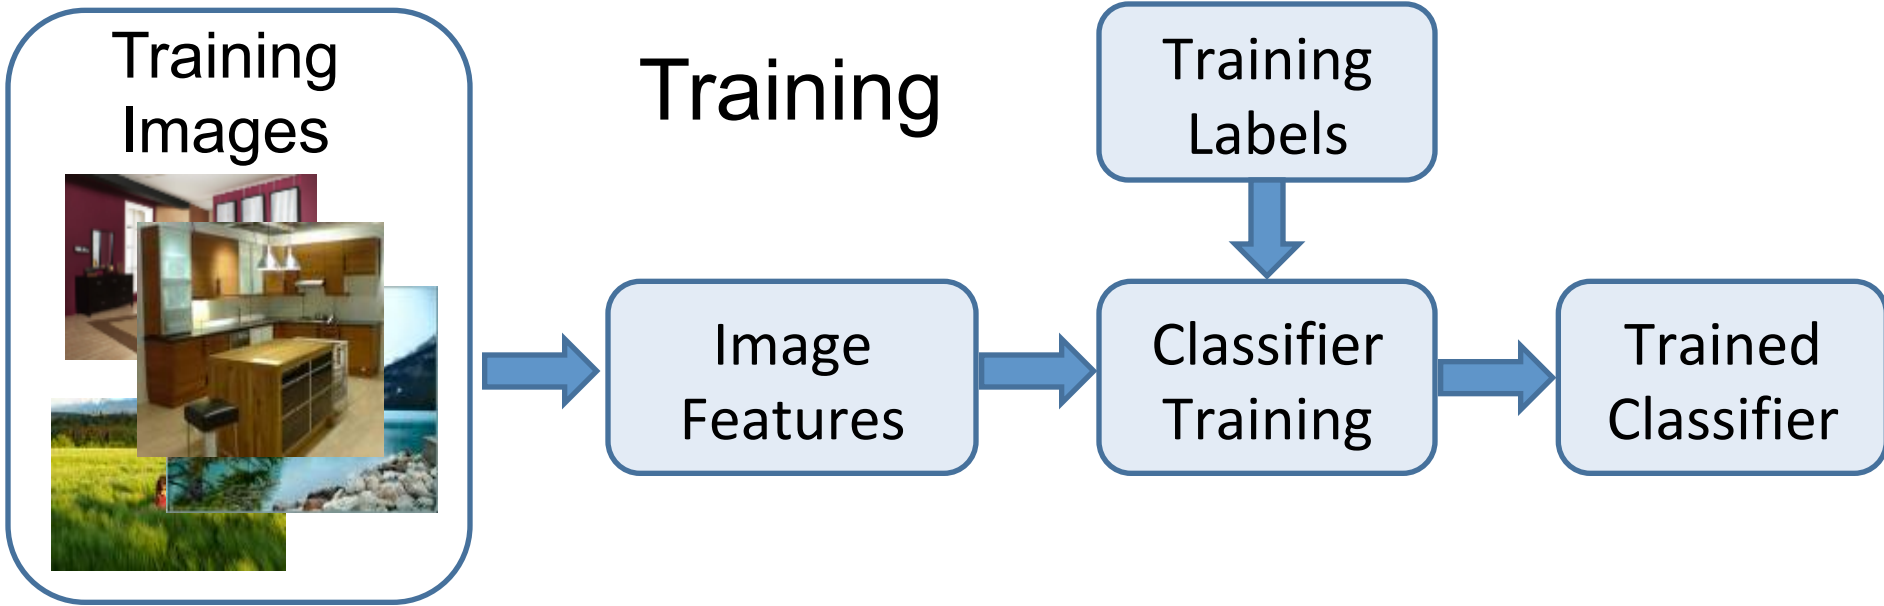 Training
Images
Training
Training
Labels
Image
Features
Classifier
Training
Trained
Classifier